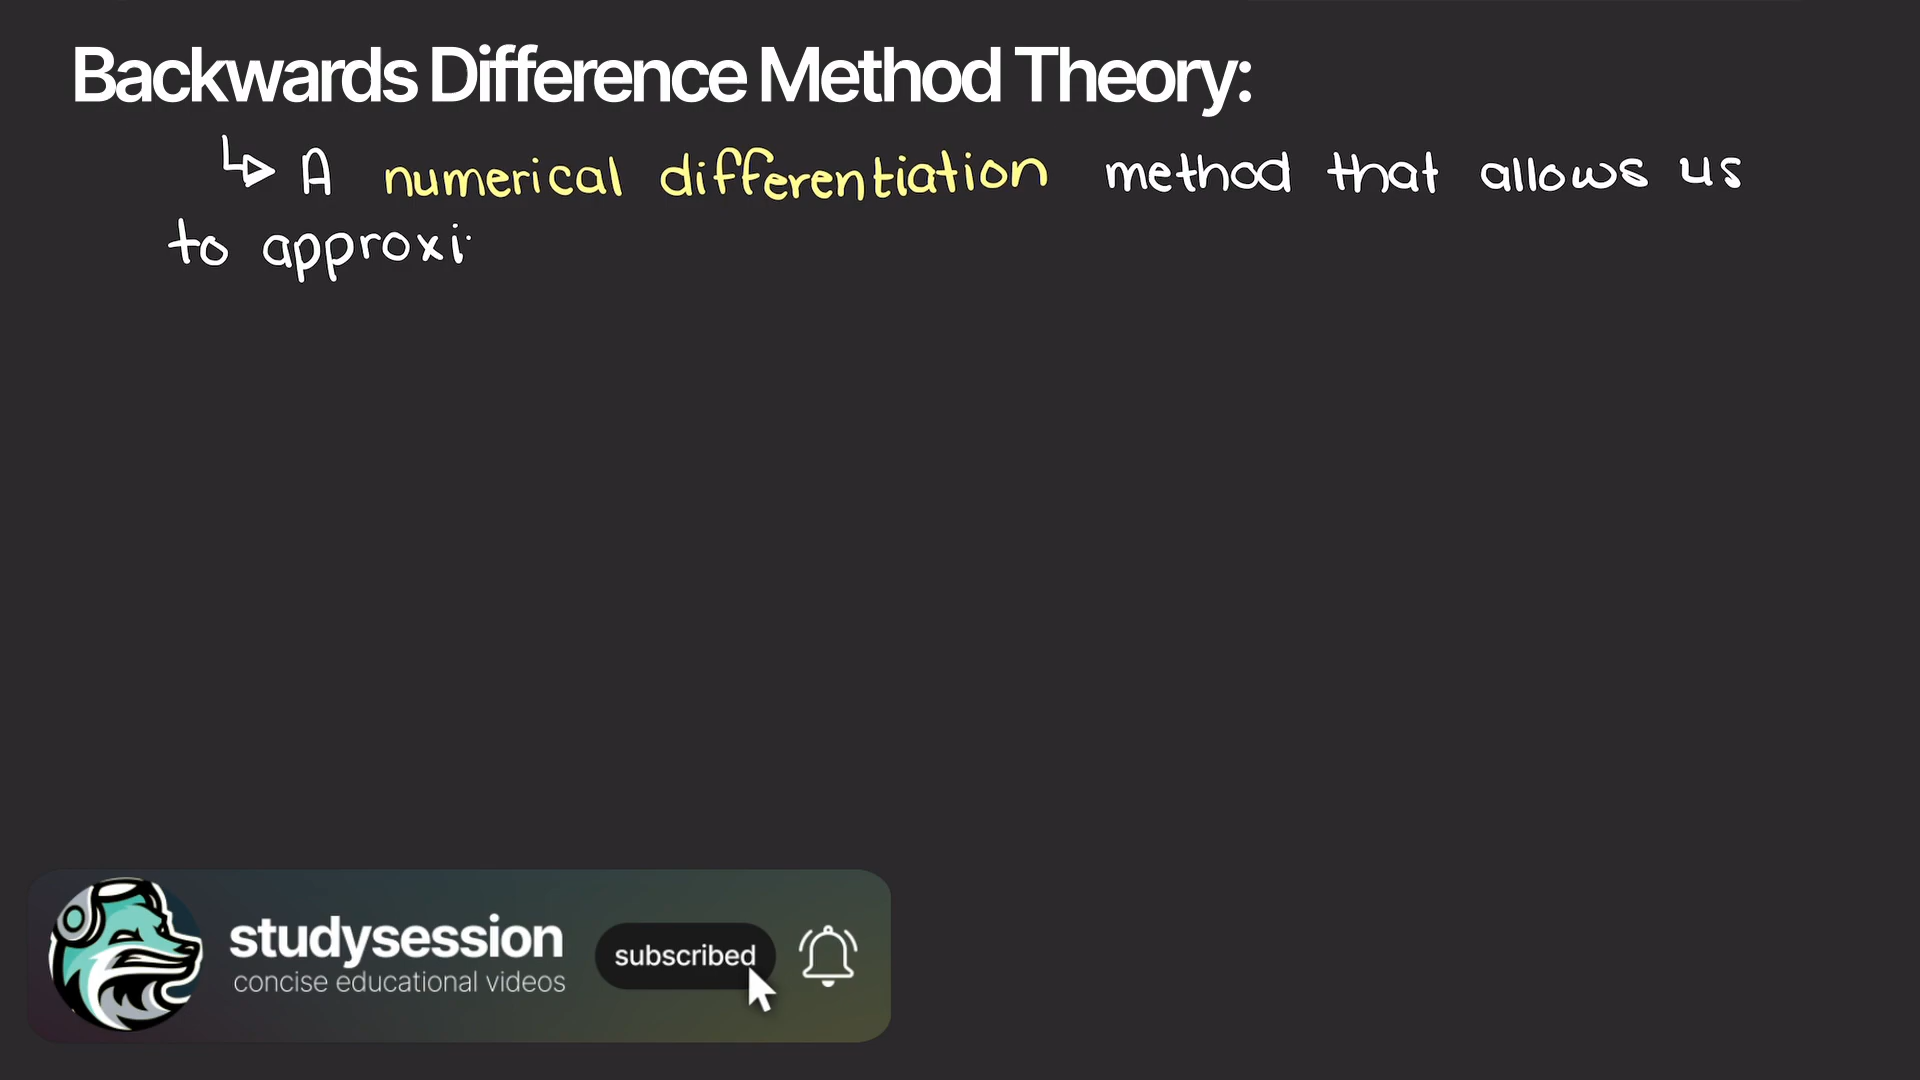 Backwards Difference Method Theory:
A numerical differentiation method that allows us
to approxi
studysession
concise educational videos
subscribed